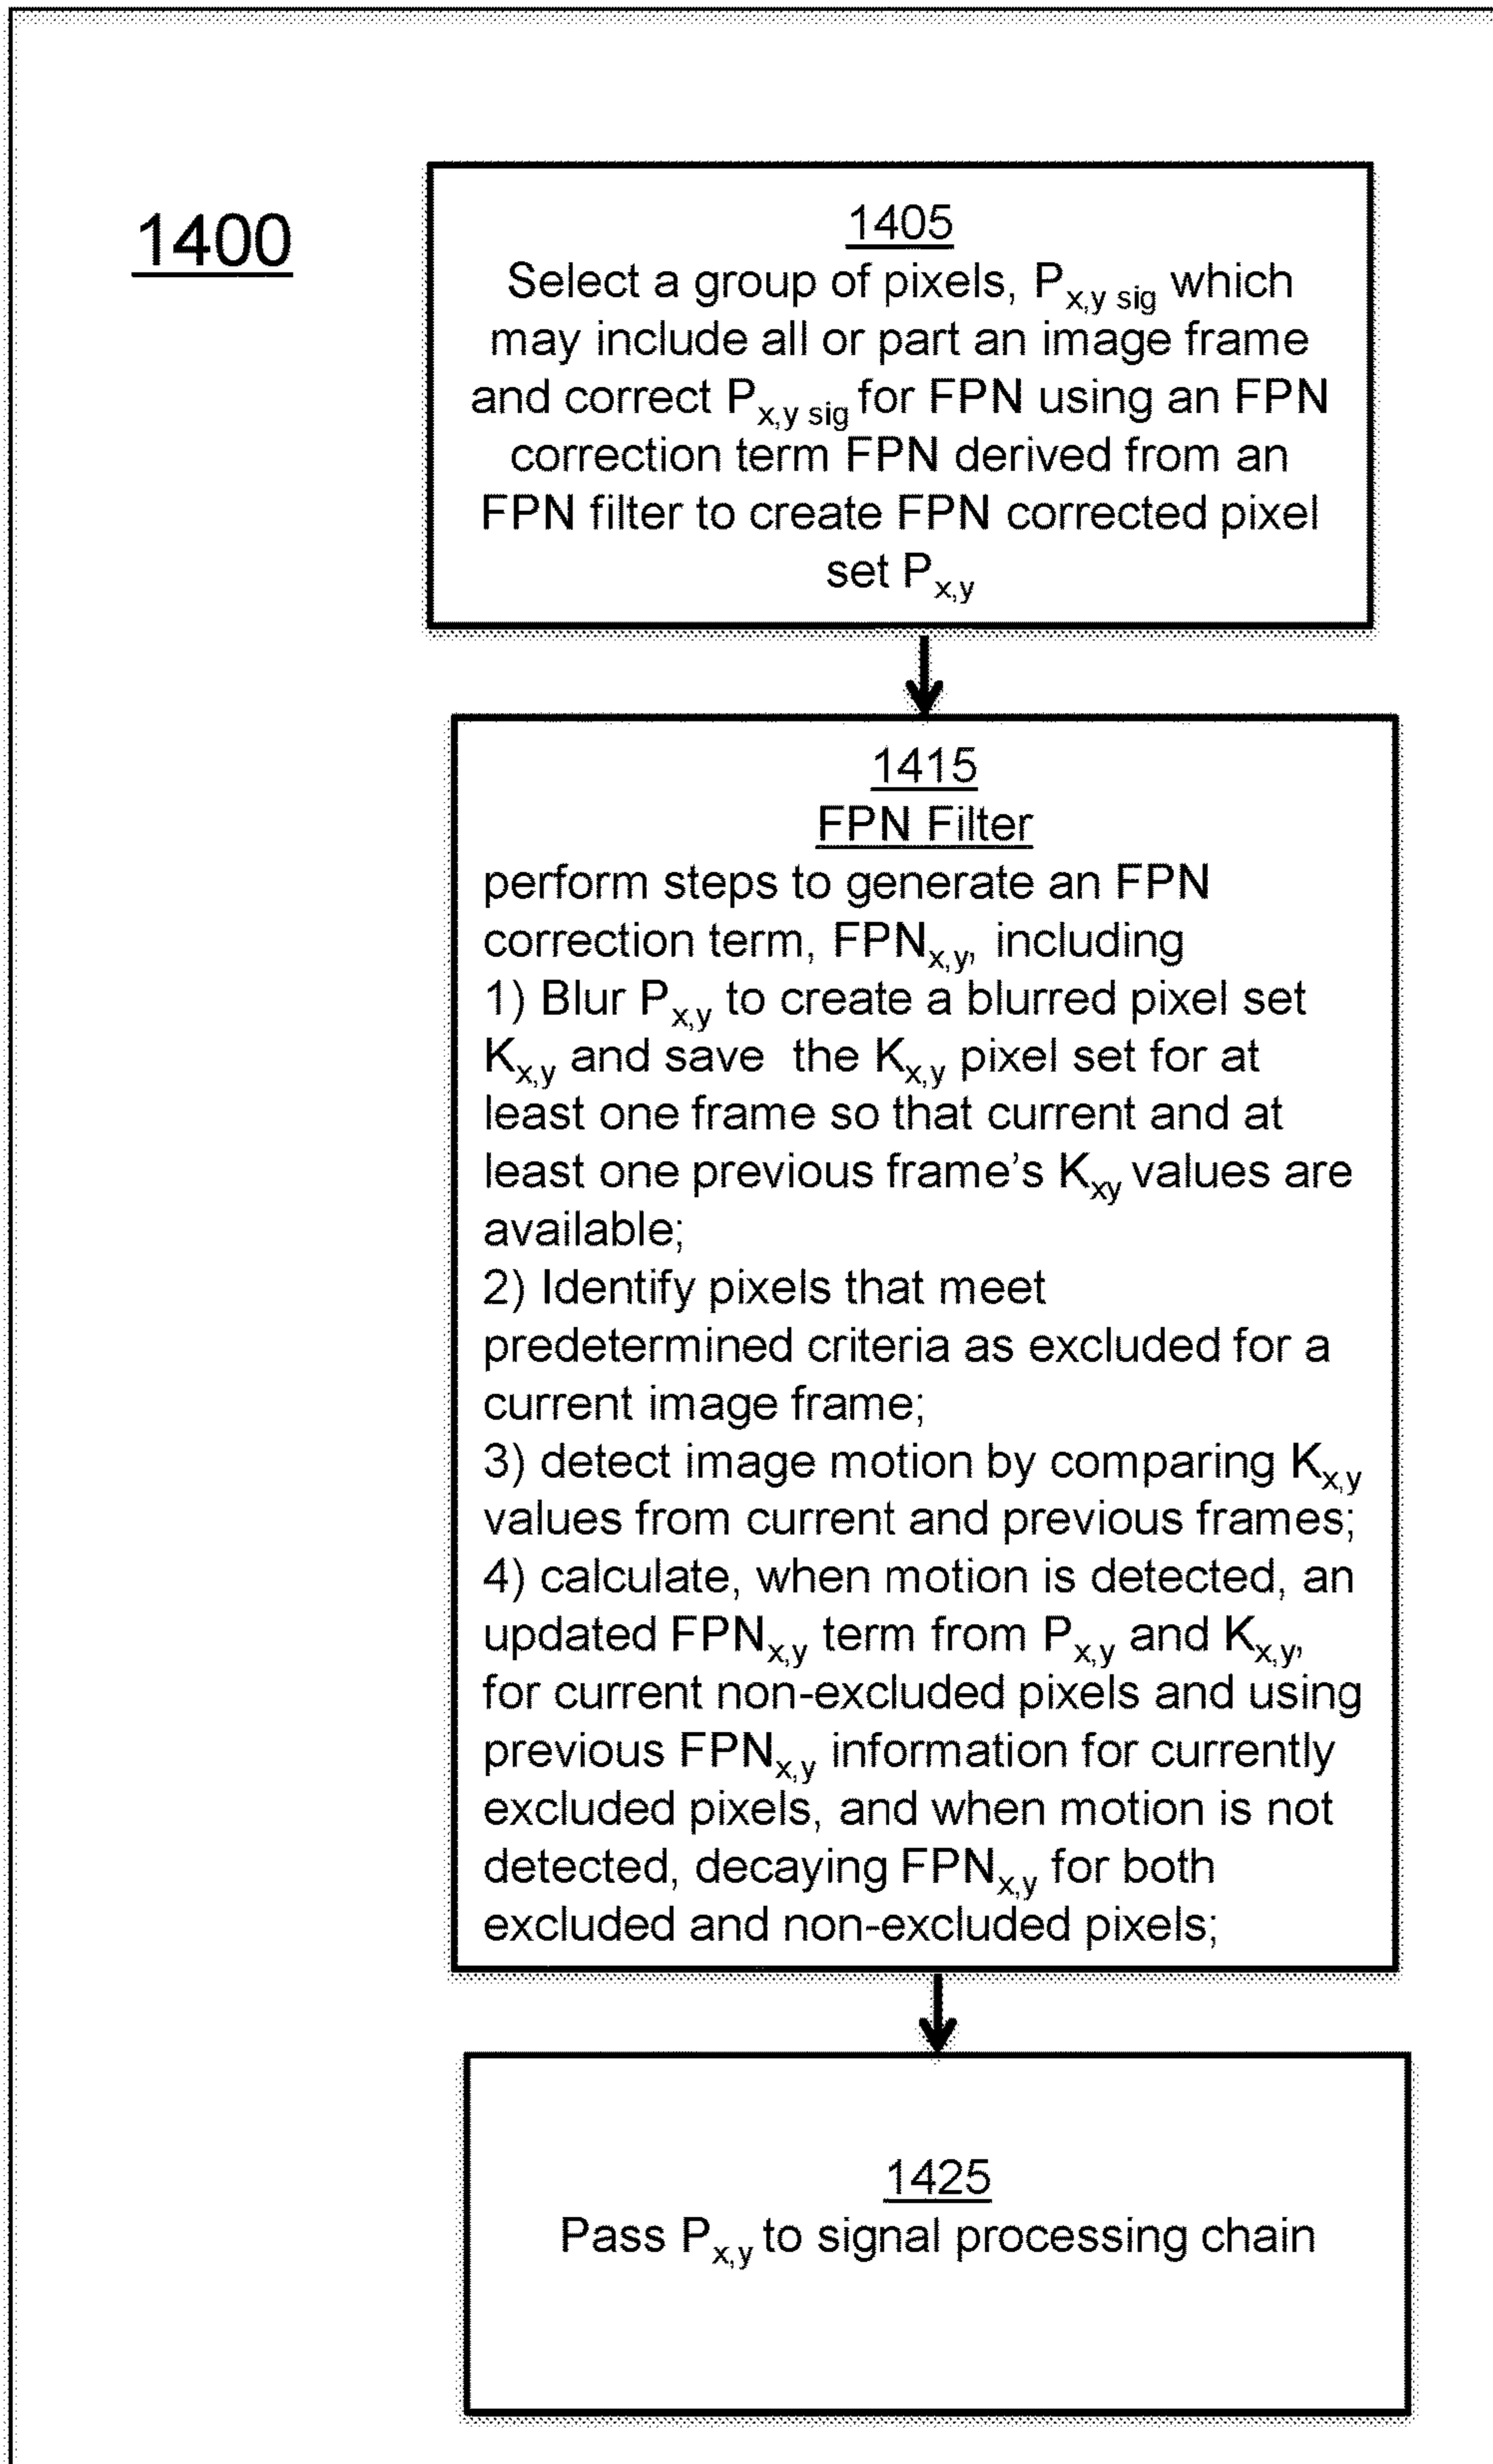 1400
1405
Select a group of pixels, Px,y sig which
may include all or part an image frame
and correct Px,y sig for FPN using an FPN
correction term FPN derived from an
FPN filter to create FPN corrected pixel
set Px,y
1415
FPN Filter
perform steps to generate an FPN
correction term, FPNx,y, including
1) Blur Px,y to create a blurred pixel set
Kx,y and save the Kx,y pixel set for at
least one frame so that current and at
least one previous frame’s Kxy values are
available;
2) Identify pixels that meet
predetermined criteria as excluded for a
current image frame;
3) detect image motion by comparing Kx,y
values from current and previous frames;
4) calculate, when motion is detected, an
updated FPNx,y term from Px,y and Kx,y,
for current non-excluded pixels and using
previous FPNx,y information for currently
excluded pixels, and when motion is not
detected, decaying FPNx,y for both
excluded and non-excluded pixels;
1425
Pass Px,y to signal processing chain